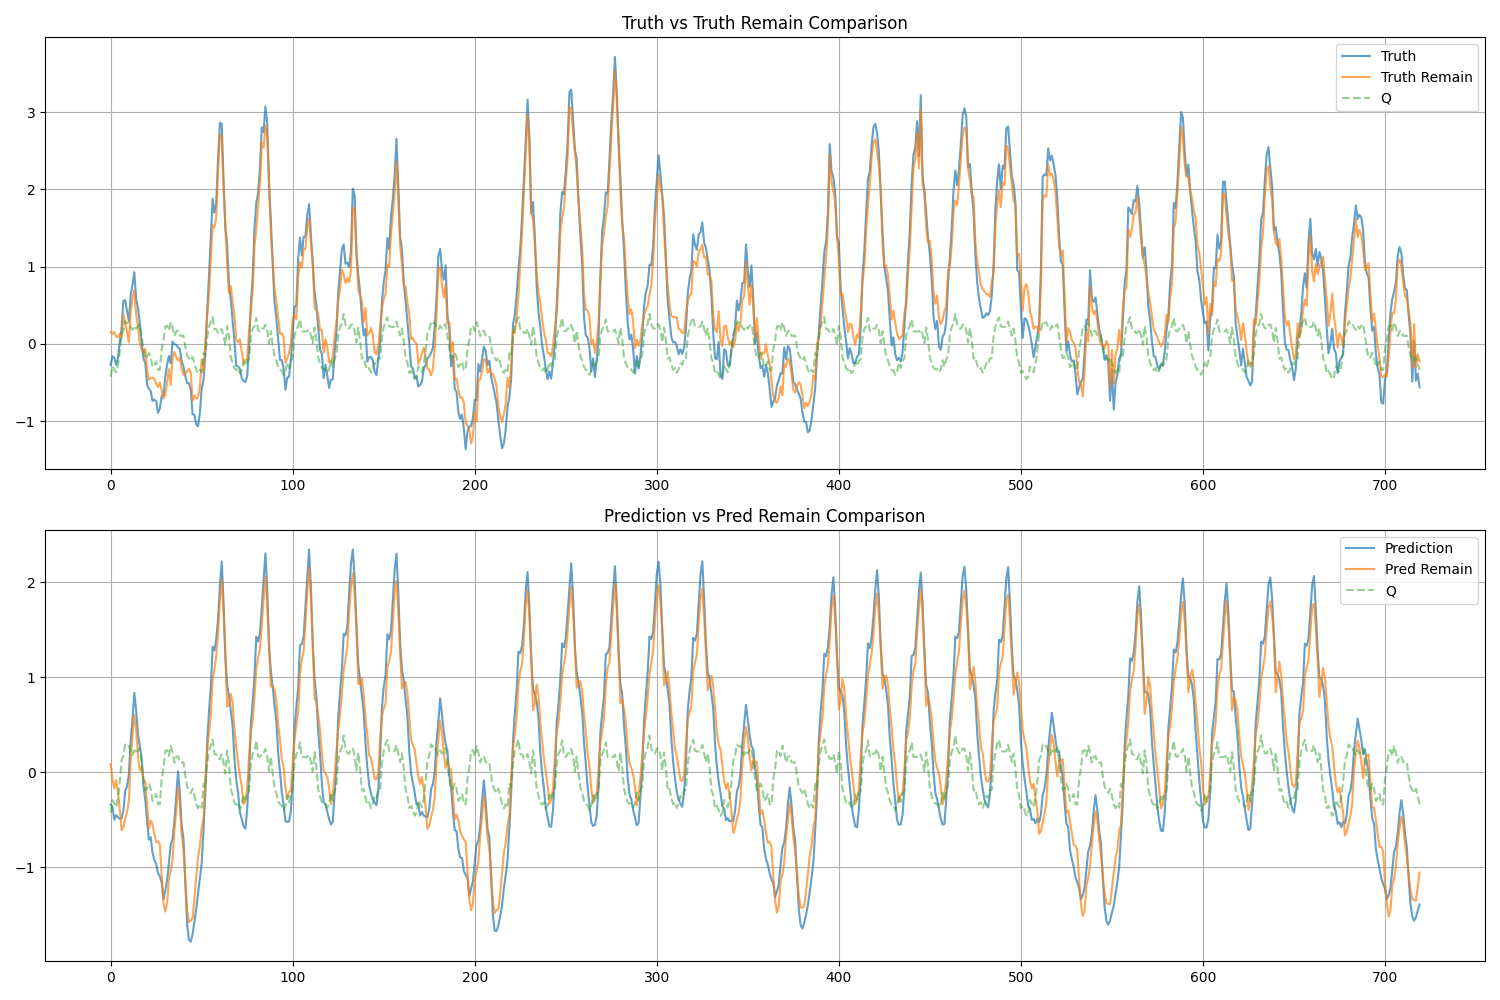 Truth vs Truth Remain Comparison
Truth
Truth Remain
Q
3
2
1
0
−1
0 100 200 300 400 500 600 700
Prediction vs Pred Remain Comparison
Prediction
Pred Remain
Q
2
1
0
−1
0 100 200 300 400 500 600 700